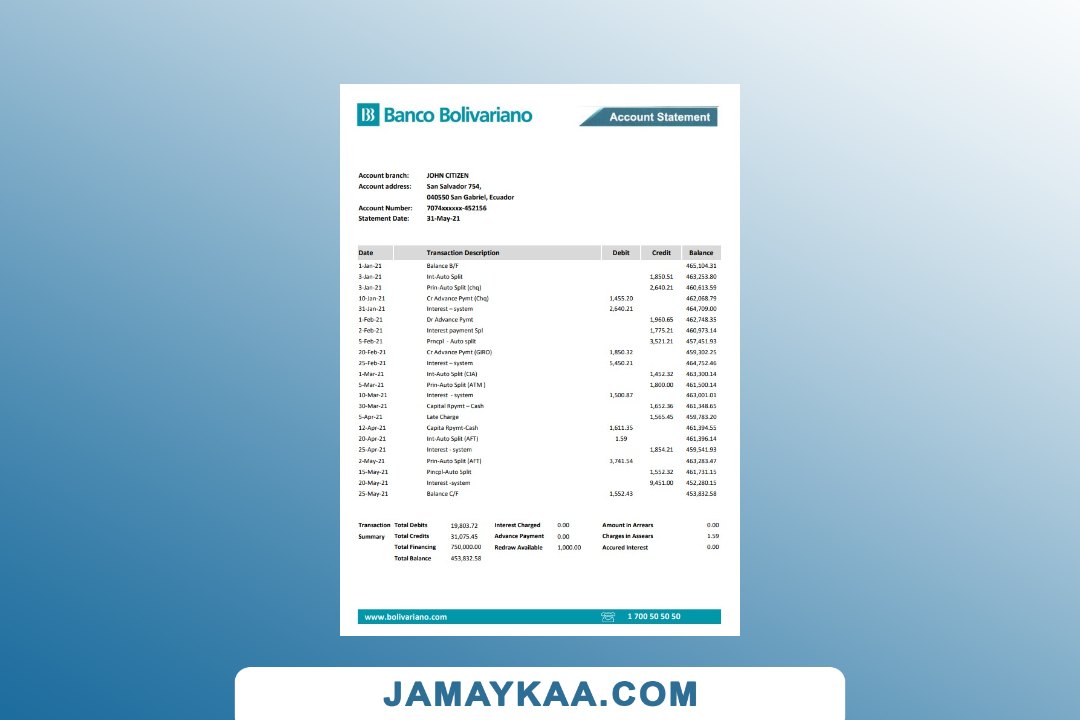 Banco Bolivariano
Account Statement
Account branch: JOHN CITIZEN
Account address: San Salvador 754,
040550 San Gabriel, Ecuador
Account Number: 7074xxxxxx-452156
Statement Date: 31-May-21
Date Transaction Description Debit Credit Balance
1-Jan-21 Balance B/F 465,104.31
3-Jan-21 Int-Auto Split 1,850.51 463,253.80
3-Jan-21 Prin-Auto Split (chq) 2,640.21 460,613.59
10-Jan-21 Cr Advance Pymt (Chq) 1,455.20 462,068.79
31-Jan-21 Interest – system 2,640.21 464,709.00
1-Feb-21 Dr Advance Pymt 1,960.65 462,748.35
2-Feb-21 Interest payment Spl 1,775.21 460,973.14
5-Feb-21 Prncpl - Auto split 3,521.21 457,451.93
20-Feb-21 Cr Advance Pymt (GIRO) 1,850.32 459,302.25
25-Feb-21 Interest – system 5,450.21 464,752.46
1-Mar-21 Int-Auto Split (CIA) 1,452.32 463,300.14
5-Mar-21 Prin-Auto Split (ATM ) 1,800.00 461,500.14
10-Mar-21 Interest - system 1,500.87 463,001.01
30-Mar-21 Capital Rpymt – Cash 1,652.36 461,348.65
5-Apr-21 Late Charge 1,565.45 459,783.20
12-Apr-21 Capita Rpymt-Cash 1,611.35 461,394.55
20-Apr-21 Int-Auto Split (AFT) 1.59 461,396.14
25-Apr-21 Interest - system 1,854.21 459,541.93
2-May-21 Prin-Auto Split (AFT) 3,741.54 463,283.47
15-May-21 Pincpl-Auto Split 1,552.32 461,731.15
20-May-21 Interest -system 9,451.00 452,280.15
25-May-21 Balance C/F 1,552.43 453,832.58
Transaction Total Debits 19,803.72 Interest Charged 0.00 Amount in Arrears 0.00
Summary Total Credits 31,075.45 Advance Payment 0.00 Charges in Assears 1.59
Total Financing 750,000.00 Redraw Available 1,000.00 Accured Interest 0.00
Total Balance 453,832.58
www.bolivariano.com 1 700 50 50 50
JAMAYKAA.COM